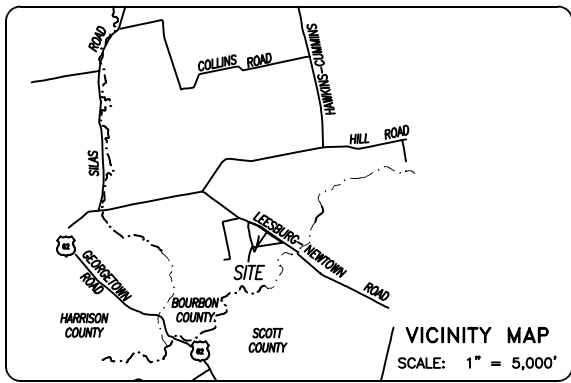 ROAD
COLLINS ROAD
HAWKINS-CUMMINS
HILL ROAD
SILAS
LEESBURG-NEWTOWN
ROAD
62
GEORGETOWN
ROAD
SITE
BOURBON
COUNTY
HARRISON
COUNTY
SCOTT
COUNTY
62
VICINITY MAP
SCALE: 1" = 5,000'